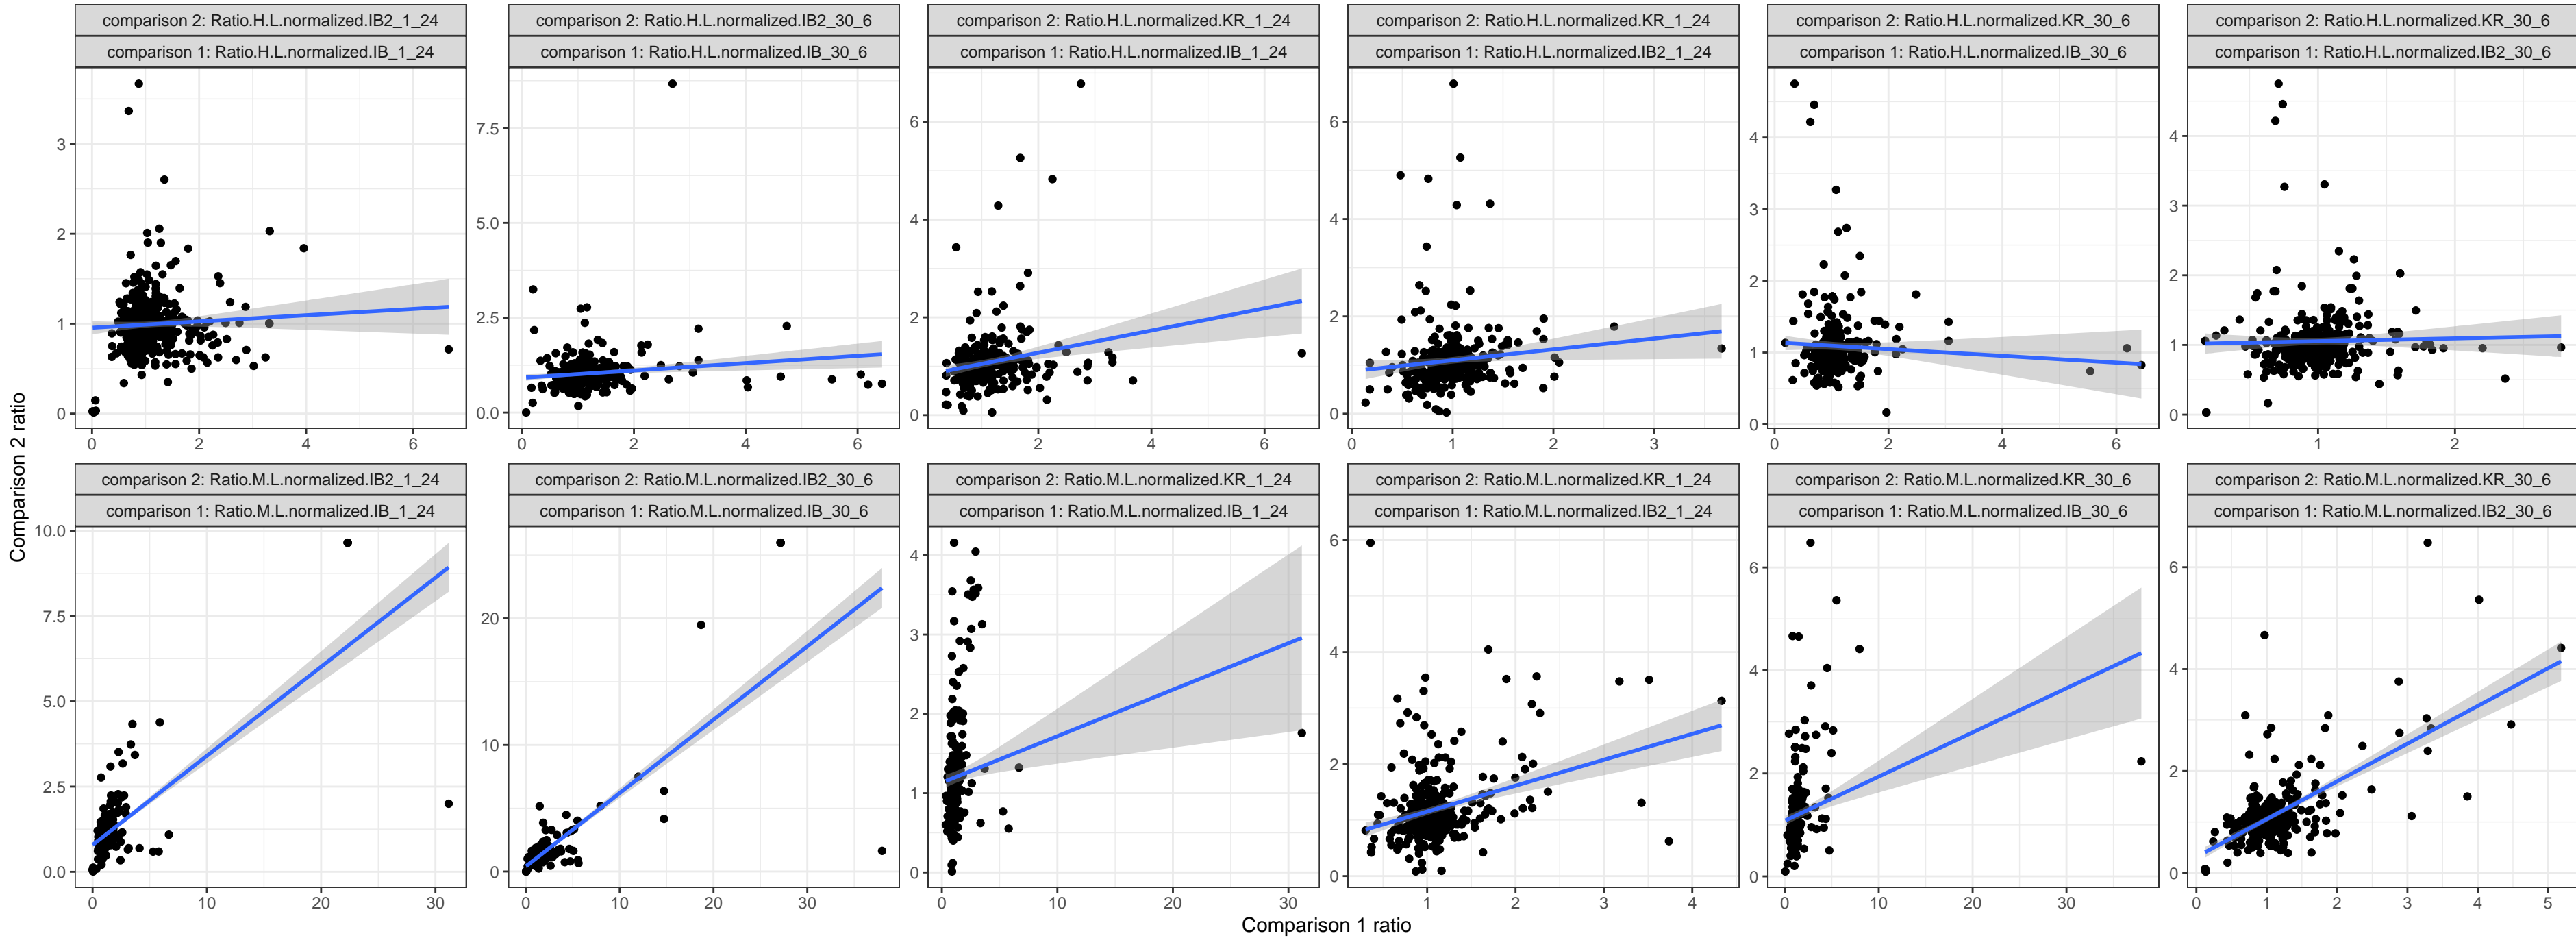 comparison 2: Ratio.H.L.normalized.IB2_1_24
comparison 1: Ratio.H.L.normalized.IB_1_24
comparison 2: Ratio.H.L.normalized.IB2_30_6
comparison 1: Ratio.H.L.normalized.IB_30_6
comparison 2: Ratio.H.L.normalized.KR_1_24
comparison 1: Ratio.H.L.normalized.IB_1_24
comparison 2: Ratio.H.L.normalized.KR_1_24
comparison 1: Ratio.H.L.normalized.IB2_1_24
comparison 2: Ratio.H.L.normalized.KR_30_6
comparison 1: Ratio.H.L.normalized.IB_30_6
comparison 2: Ratio.H.L.normalized.KR_30_6
comparison 1: Ratio.H.L.normalized.IB2_30_6
3
2
1
0
0 2 4 6
7.5
5.0
2.5
0.0
0 2 4 6
6
4
2
0
2 4 6
6
4
2
0
0 1 2 3
4
3
2
1
0
0 2 4 6
4
3
2
1
0
1 2
comparison 2: Ratio.M.L.normalized.IB2_1_24
comparison 1: Ratio.M.L.normalized.IB_1_24
comparison 2: Ratio.M.L.normalized.IB2_30_6
comparison 1: Ratio.M.L.normalized.IB_30_6
comparison 2: Ratio.M.L.normalized.KR_1_24
comparison 1: Ratio.M.L.normalized.IB_1_24
comparison 2: Ratio.M.L.normalized.KR_1_24
comparison 1: Ratio.M.L.normalized.IB2_1_24
comparison 2: Ratio.M.L.normalized.KR_30_6
comparison 1: Ratio.M.L.normalized.IB_30_6
comparison 2: Ratio.M.L.normalized.KR_30_6
comparison 1: Ratio.M.L.normalized.IB2_30_6
10.0
7.5
5.0
2.5
0.0
0 10 20 30
20
10
0
0 10 20 30
4
3
2
1
0
0 10 20 30
6
4
2
0
1 2 3 4
6
4
2
0
0 10 20 30
6
4
2
0
0 1 2 3 4 5
Comparison 2 ratio
Comparison 1 ratio